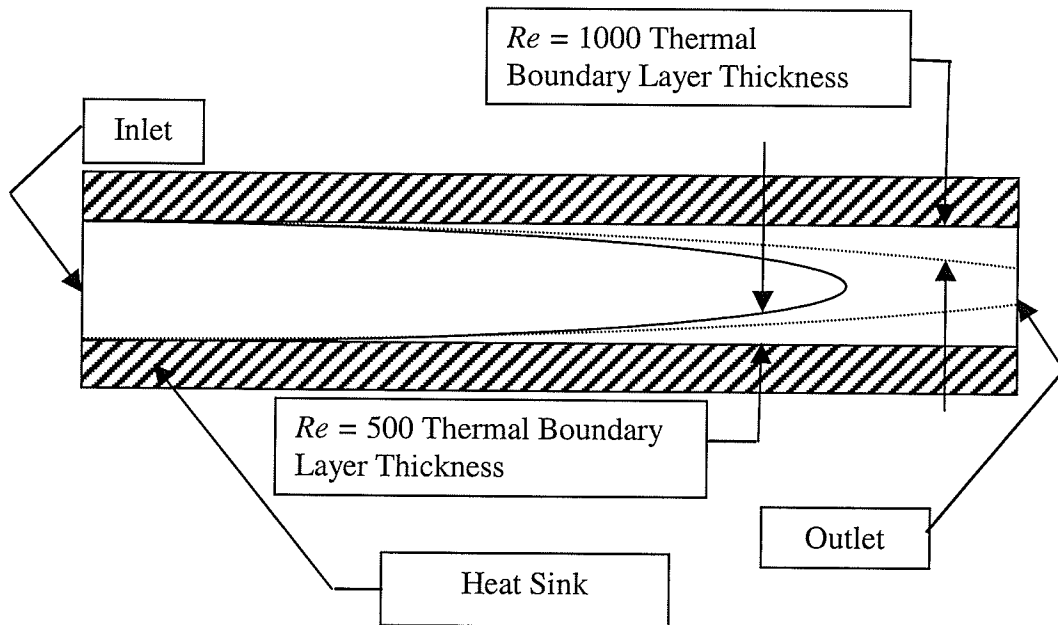 Re = 1000 Thermal
Boundary Layer Thickness
Inlet
Re = 500 Thermal Boundary
Layer Thickness
Outlet
Heat Sink